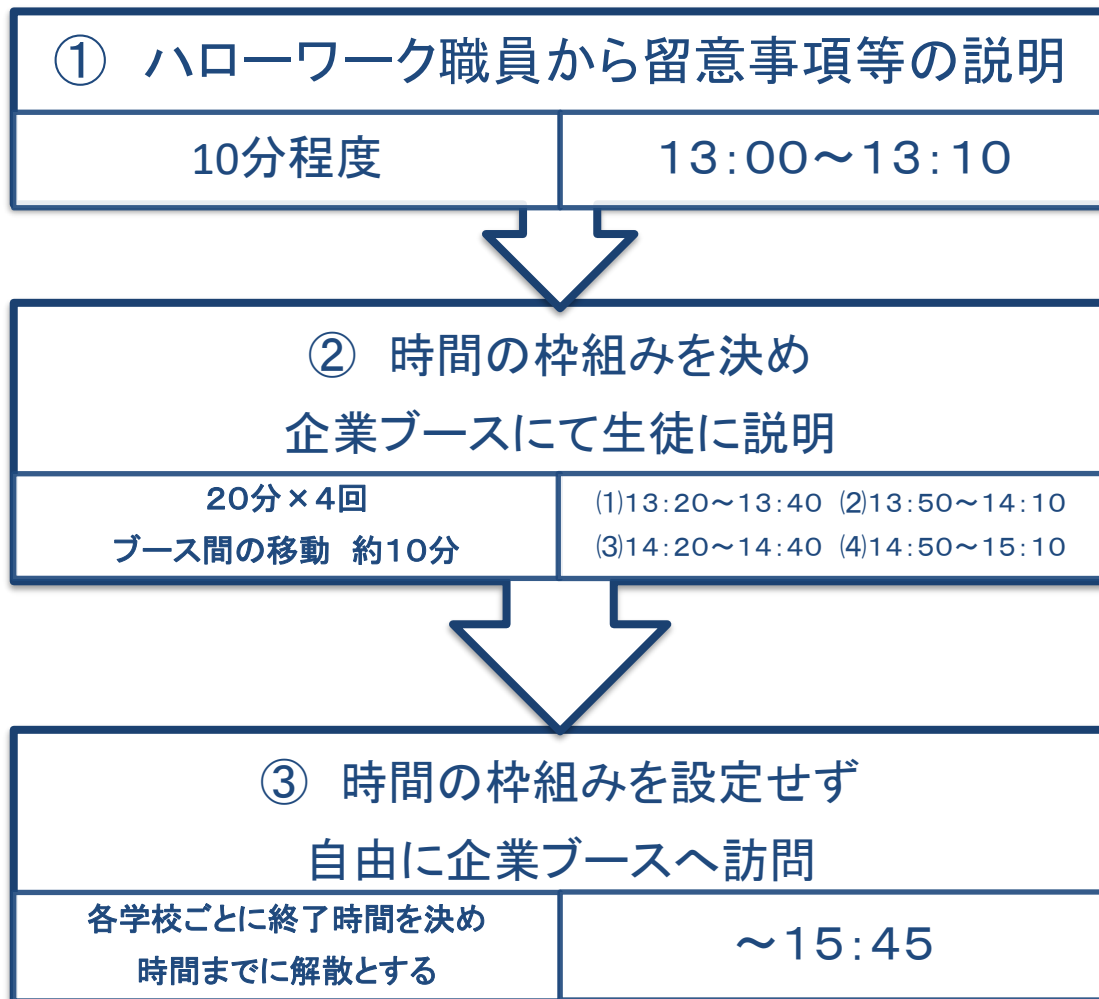 ① ハローワーク職員から留意事項等の説明
10分程度
13:00～13:10
② 時間の枠組みを決め
企業ブースにて生徒に説明
20分×4回
ブース間の移動 約10分
⑴13:20～13:40 ⑵13:50～14:10
⑶14:20～14:40 ⑷14:50～15:10
③ 時間の枠組みを設定せず
自由に企業ブースへ訪問
各学校ごとに終了時間を決め
時間までに解散とする
～15:45